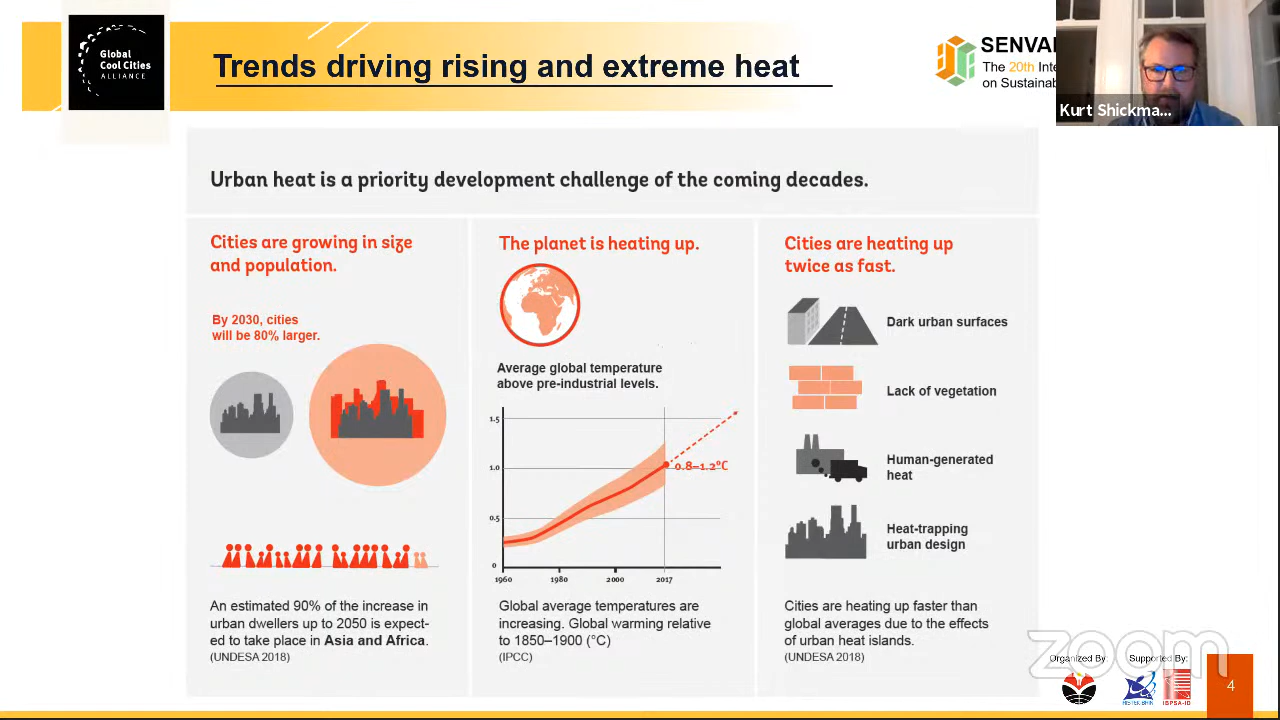 Global
Cool Cities
ALLIANCE
Trends driving rising and extreme heat
SENVA
The 20th Inte
on Sustainab
Kurt Shickma...
Urban heat is a priority development challenge of the coming decades.
Cities are growing in size
and population.
By 2030, cities
will be 80% larger.
An estimated 90% of the increase in
urban dwellers up to 2050 is expect-
ed to take place in Asia and Africa.
(UNDESA 2018)
The planet is heating up.
Average global temperature
above pre-industrial levels.
1.5
1.0
0.5
0
0.8–1.2°C
1960
1980
2000
2017
Global average temperatures are
increasing. Global warming relative
to 1850–1900 (°C)
(IPCC)
Cities are heating up
twice as fast.
Dark urban surfaces
Lack of vegetation
Human-generated
heat
Heat-trapping
urban design
Cities are heating up faster than
global averages due to the effects
of urban heat islands.
(UNDESA 2018)
zoom
Organized By:
Supported By:
IBPSA-ID
4